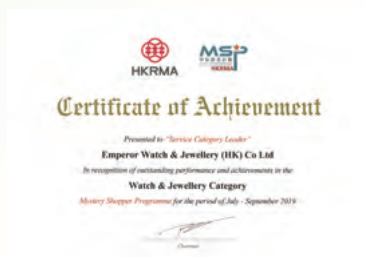 HKRMA
MSP
HKRMA
Certificate of Achievement
Presented to "Service Category Leader"
Emperor Watch & Jewellery (HK) Co Ltd
In recognition of outstanding performance and achievements in the
Watch & Jewellery Category
Mystery Shopper Programme for the period of July - September 2019
Chairman